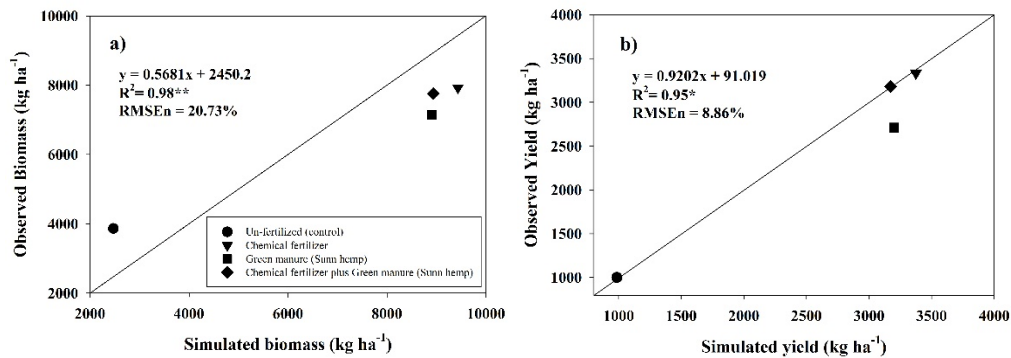 a)
y = 0.5681x + 2450.2
R²= 0.98**
RMSEn = 20.73%
Observed Biomass (kg ha⁻¹)
10000
8000
6000
4000
2000
Un-fertilized (control)
Chemical fertilizer
Green manure (Sunn hemp)
Chemical fertilizer plus Green manure (Sunn hemp)
2000 4000 6000 8000 10000
Simulated biomass (kg ha⁻¹)
b)
y = 0.9202x + 91.019
R²= 0.95*
RMSEn = 8.86%
Observed Yield (kg ha⁻¹)
4000
3500
3000
2500
2000
1500
1000
1000 1500 2000 2500 3000 3500 4000
Simulated yield (kg ha⁻¹)